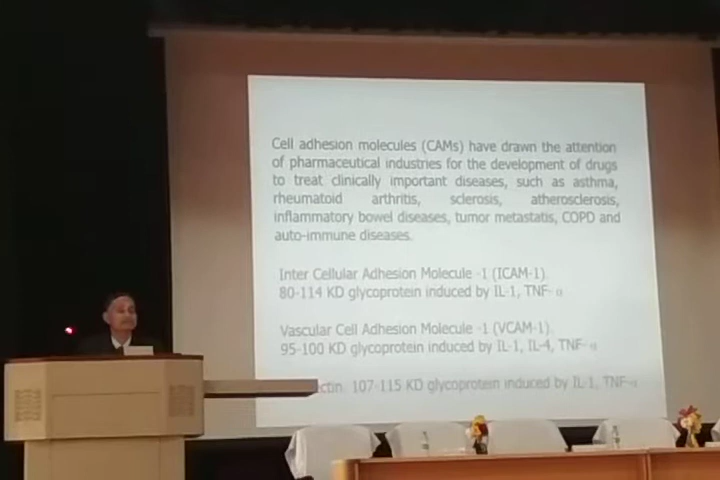 Cell adhesion molecules (CAMs) have drawn the attention
of pharmaceutical industries for the development of drugs
to treat clinically important diseases, such as asthma,
rheumatoid arthritis, sclerosis, atherosclerosis,
inflammatory bowel diseases, tumor metastatis, COPD and
auto-immune diseases.
Inter Cellular Adhesion Molecule -1 (ICAM-1).
80-114 KD glycoprotein induced by IL-1, TNF- α
Vascular Cell Adhesion Molecule -1 (VCAM-1).
95-100 KD glycoprotein induced by IL-1, IL-4, TNF-α
107-115 KD glycoprotein induced by IL-1, TNF-α